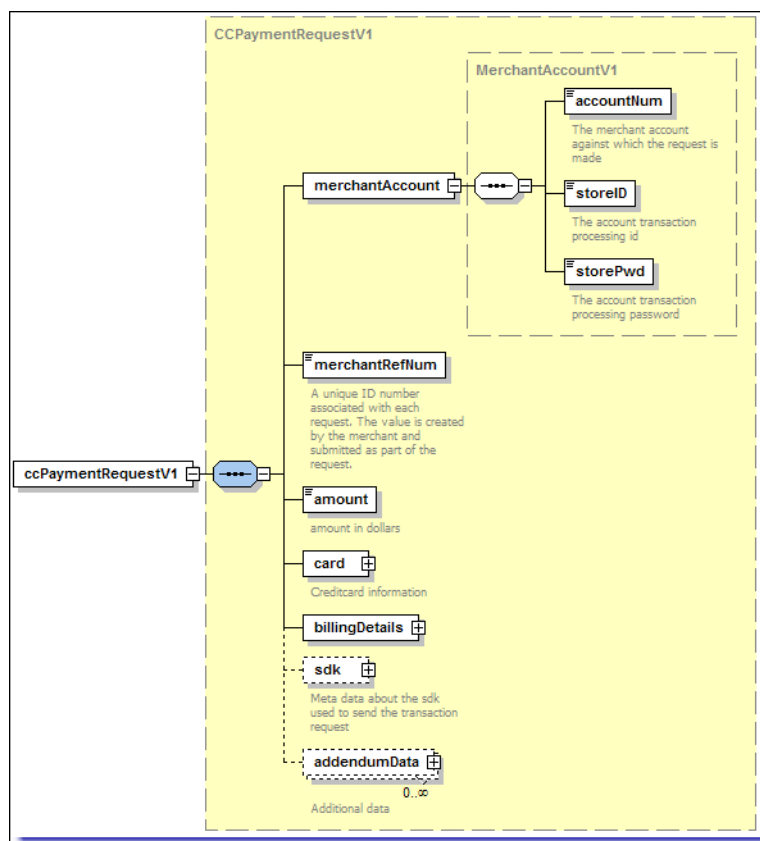 CCPaymentRequestV1
MerchantAccountV1
accountNum
The merchant account
against which the request is
made
merchantAccount
storeID
The account transaction
processing id
storePwd
The account transaction
processing password
merchantRefNum
A unique ID number
associated with each
request. The value is created
by the merchant and
submitted as part of the
request.
ccPaymentRequestV1
amount
amount in dollars
card
Creditcard information
billingDetails
sdk
Meta data about the sdk
used to send the transaction
request
addendumData
0..∞
Additional data